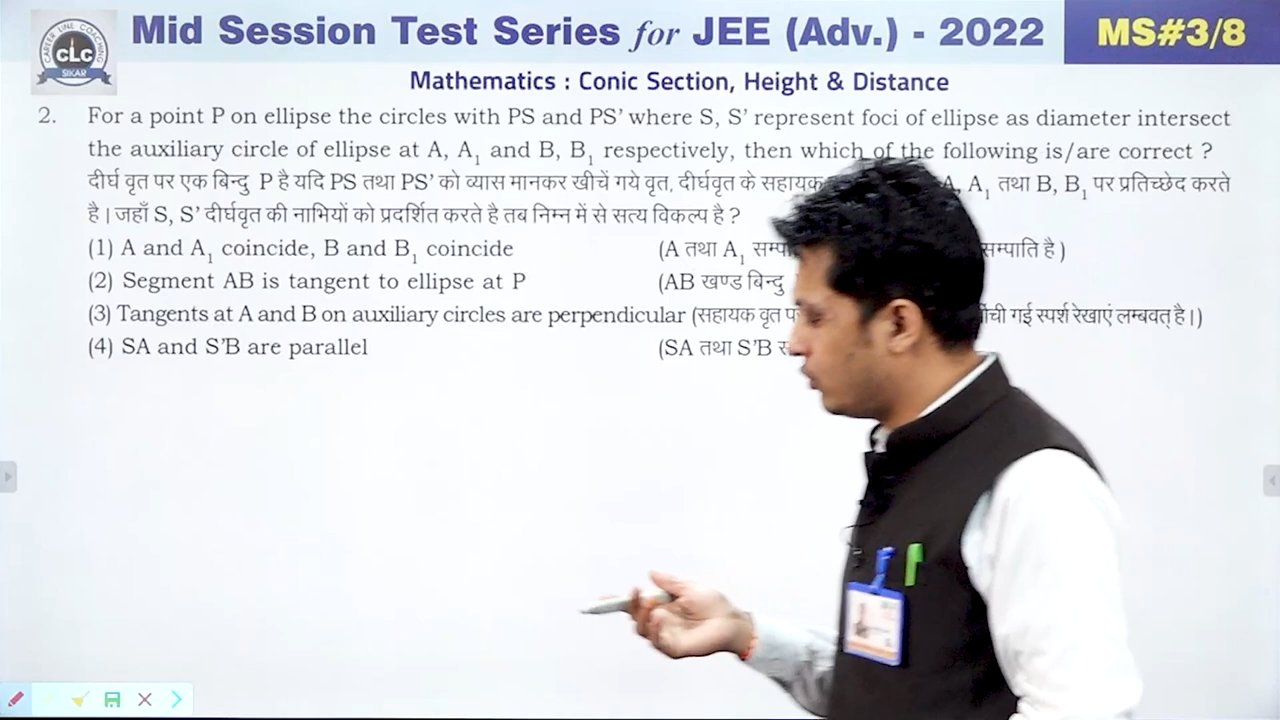 CAREER LINE COACHING
CLC
SIKAR
Mid Session Test Series for JEE (Adv.) - 2022
MS#3/8
Mathematics : Conic Section, Height & Distance
2. For a point P on ellipse the circles with PS and PS' where S, S' represent foci of ellipse as diameter intersect
the auxiliary circle of ellipse at A, A₁ and B, B₁ respectively, then which of the following is/are correct ?
दीर्घ वृत पर एक बिन्दु P है यदि PS तथा PS' को व्यास मानकर खीचें गये वृत, दीर्घवृत के सहायक A, A₁ तथा B, B₁ पर प्रतिच्छेद करते
है। जहाँ S, S' दीर्घवृत की नाभियों को प्रदर्शित करते है तब निम्न में से सत्य विकल्प है ?
(1) A and A₁ coincide, B and B₁ coincide (A तथा A₁ सम्पाति है )
(2) Segment AB is tangent to ellipse at P (AB खण्ड बिन्दु
(3) Tangents at A and B on auxiliary circles are perpendicular (सहायक वृत गई स्पर्श रेखाएं लम्बवत् है।)
(4) SA and S'B are parallel (SA तथा S'B